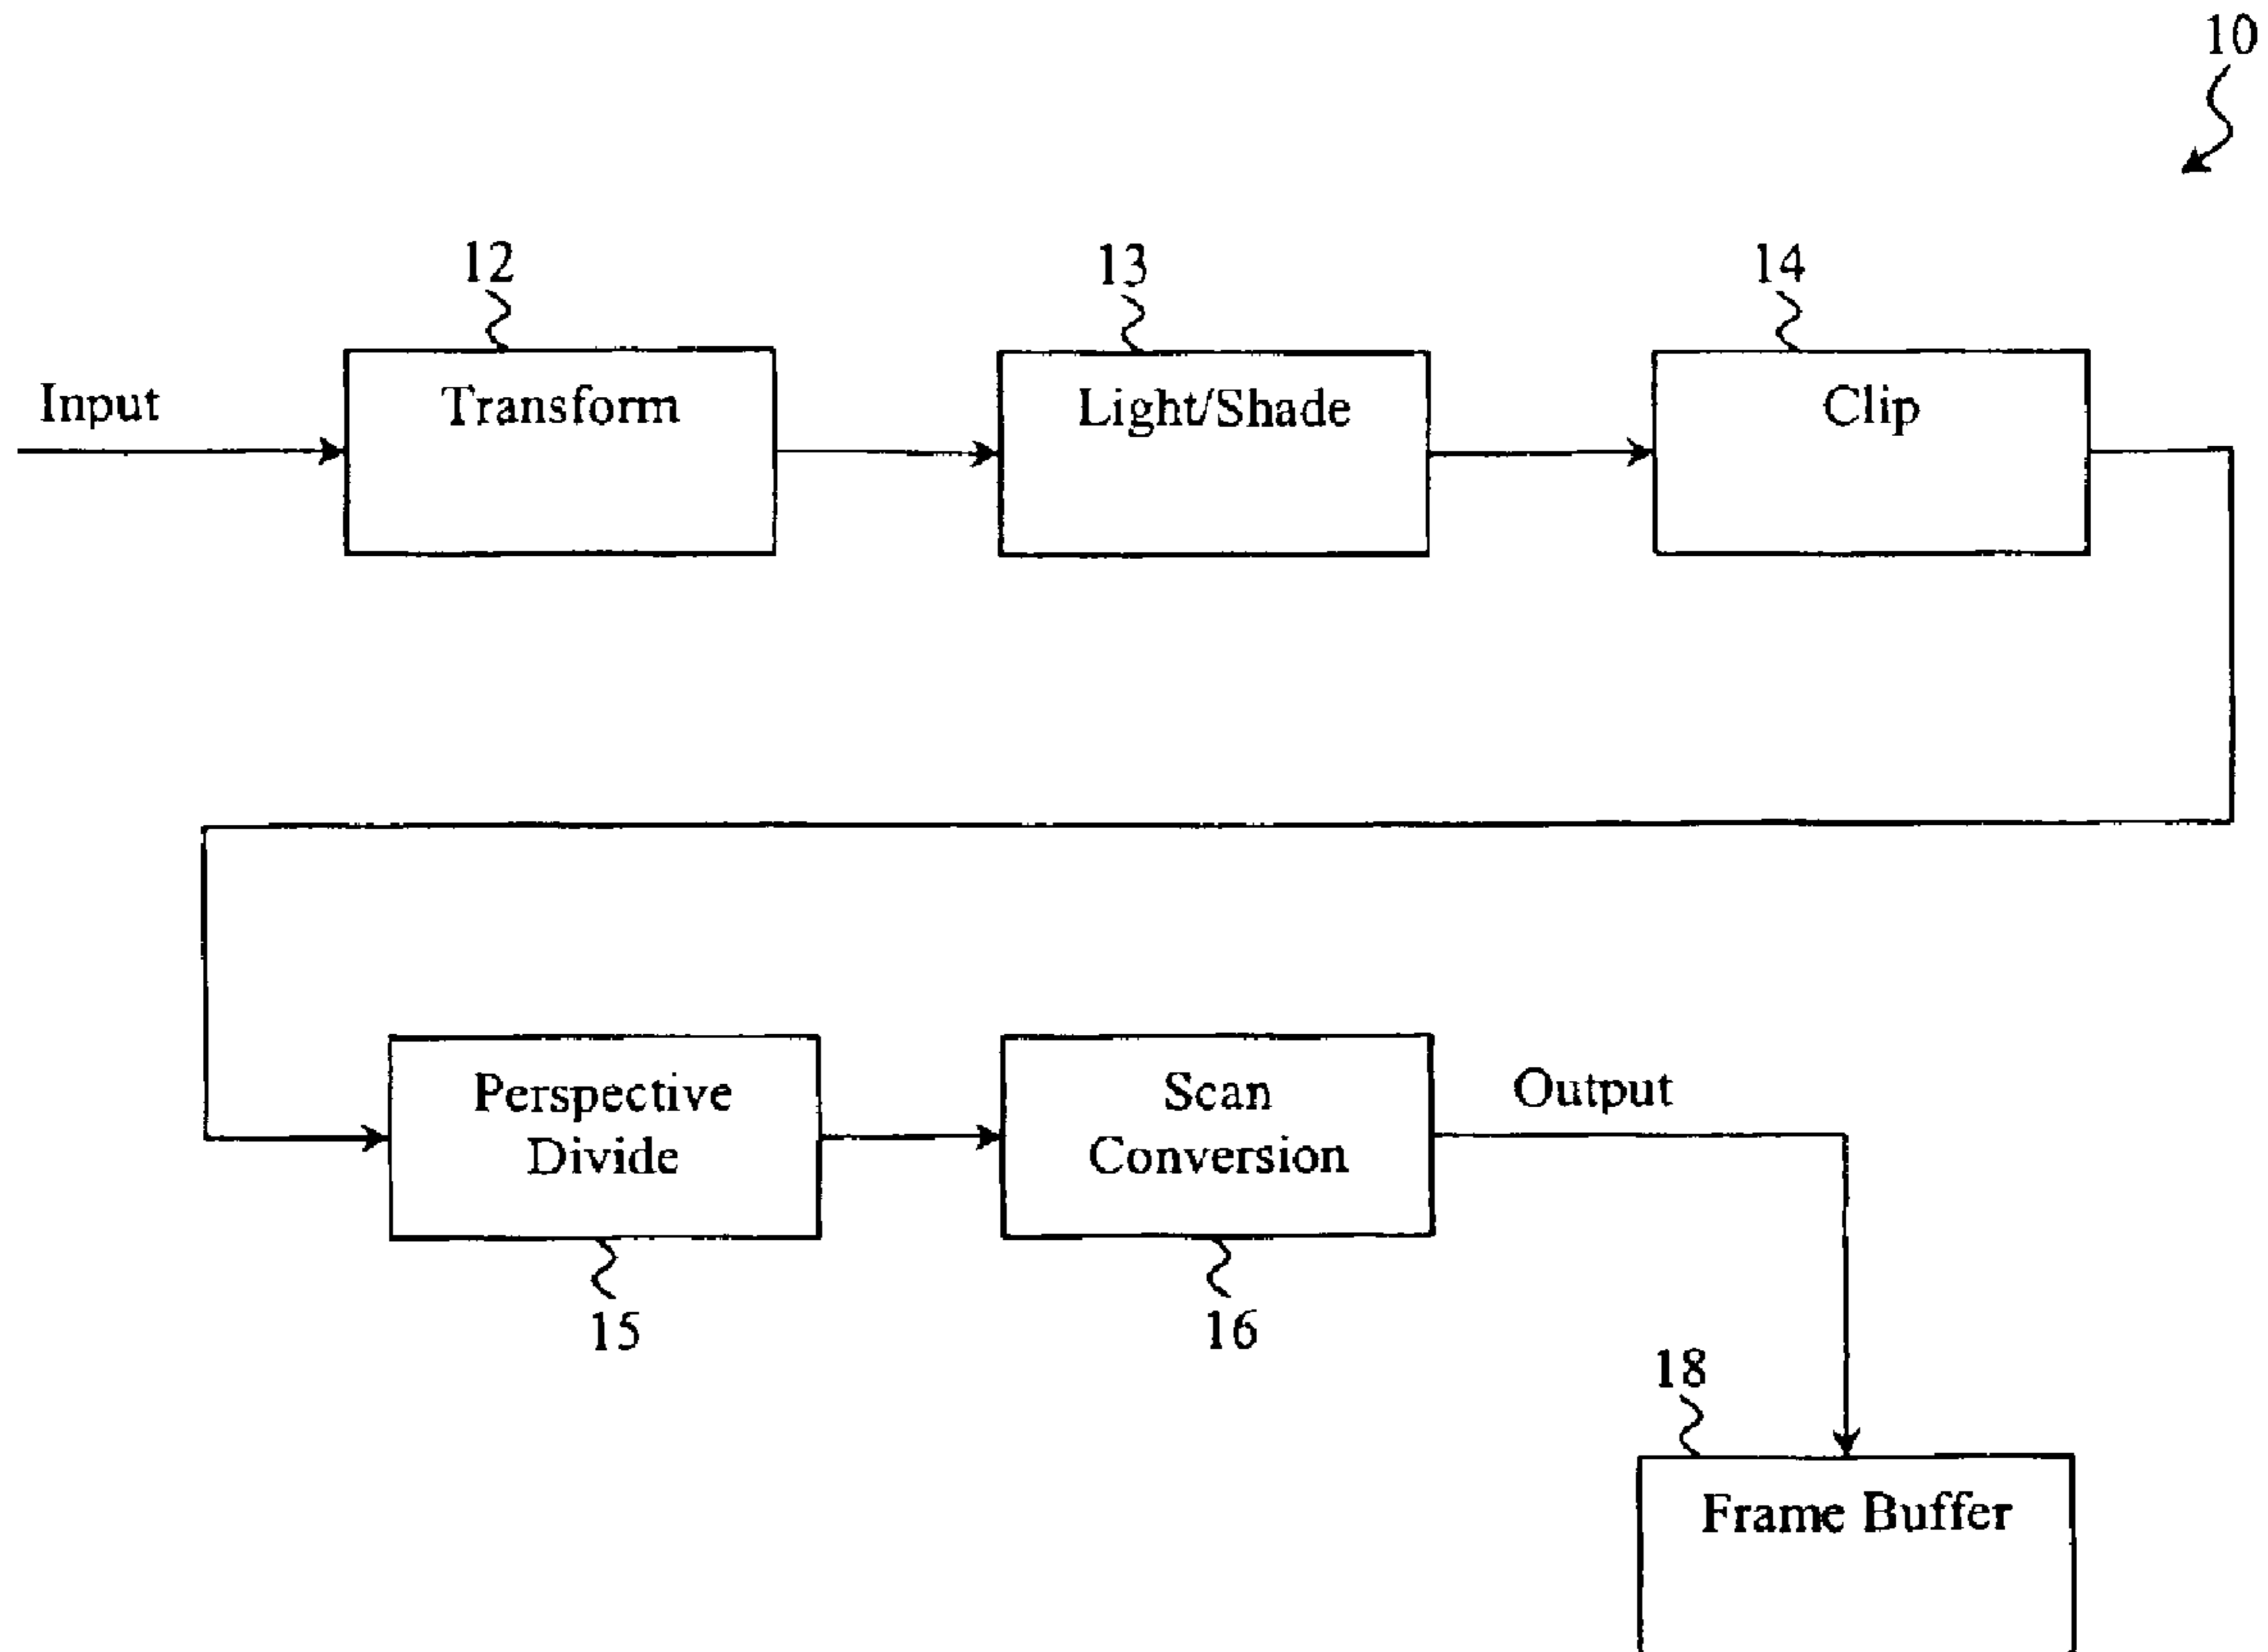 10
12
13
14
Input
Transform
Light/Shade
Clip
Perspective
Divide
Scan
Conversion
Output
15
16
18
Frame Buffer